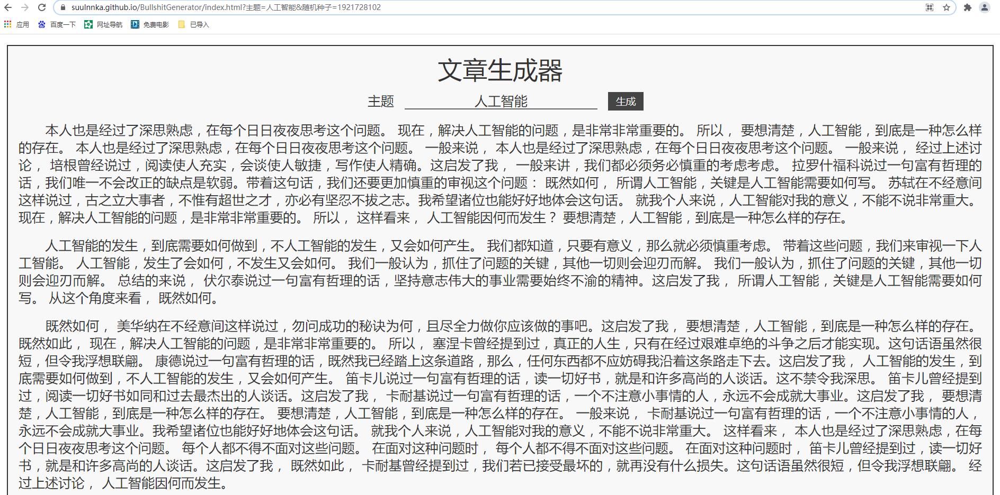 suulnnka.github.io/BullshitGenerator/index.html?主题=人工智能&随机种子=1921728102
应用 百度一下 网址导航 免费电影 已导入
文章生成器
主题 人工智能 生成
本人也是经过了深思熟虑，在每个日日夜夜思考这个问题。 现在，解决人工智能的问题，是非常非常重要的。 所以， 要想清楚，人工智能，到底是一种怎么样
的存在。 本人也是经过了深思熟虑，在每个日日夜夜思考这个问题。 一般来说， 本人也是经过了深思熟虑，在每个日日夜夜思考这个问题。 一般来说， 经过上述讨
论， 培根曾经说过，阅读使人充实，会谈使人敏捷，写作使人精确。这启发了我， 一般来讲，我们都必须务必慎重的考虑考虑。 拉罗什福科说过一句富有哲理的
话，我们唯一不会改正的缺点是软弱。带着这句话，我们还要更加慎重的审视这个问题： 既然如何， 所谓人工智能，关键是人工智能需要如何写。 苏轼在不经意间
这样说过，古之立大事者，不惟有超世之才，亦必有坚忍不拔之志。我希望诸位也能好好地体会这句话。 就我个人来说，人工智能对我的意义，不能不说非常重大。
现在，解决人工智能的问题，是非常非常重要的。 所以， 这样看来， 人工智能因何而发生？ 要想清楚，人工智能，到底是一种怎么样的存在。
人工智能的发生，到底需要如何做到，不人工智能的发生，又会如何产生。 我们都知道，只要有意义，那么就必须慎重考虑。 带着这些问题，我们来审视一下人
工智能。 人工智能，发生了会如何，不发生又会如何。 我们一般认为，抓住了问题的关键，其他一切则会迎刃而解。 我们一般认为，抓住了问题的关键，其他一切
则会迎刃而解。 总结的来说， 伏尔泰说过一句富有哲理的话，坚持意志伟大的事业需要始终不渝的精神。这启发了我， 所谓人工智能，关键是人工智能需要如何
写。 从这个角度来看， 既然如何。
既然如何， 美华纳在不经意间这样说过，勿问成功的秘诀为何，且尽全力做你应该做的事吧。这启发了我， 要想清楚，人工智能，到底是一种怎么样的存在。
既然如此， 现在，解决人工智能的问题，是非常非常重要的。 所以， 塞涅卡曾经提到过，真正的人生，只有在经过艰难卓绝的斗争之后才能实现。这句话语虽然很
短，但令我浮想联翩。 康德说过一句富有哲理的话，既然我已经踏上这条道路，那么，任何东西都不应妨碍我沿着这条路走下去。这启发了我， 人工智能的发生，到
底需要如何做到，不人工智能的发生，又会如何产生。 笛卡儿说过一句富有哲理的话，读一切好书，就是和许多高尚的人谈话。这不禁令我深思。 笛卡儿曾经提到
过，阅读一切好书如同和过去最杰出的人谈话。这启发了我， 卡耐基说过一句富有哲理的话，一个不注意小事情的人，永远不会成就大事业。这启发了我， 要想清
楚，人工智能，到底是一种怎么样的存在。 要想清楚，人工智能，到底是一种怎么样的存在。 一般来说， 卡耐基说过一句富有哲理的话，一个不注意小事情的人，
永远不会成就大事业。我希望诸位也能好好地体会这句话。 就我个人来说，人工智能对我的意义，不能不说非常重大。 这样看来， 本人也是经过了深思熟虑，在每
个日日夜夜思考这个问题。 每个人都不得不面对这些问题。 在面对这种问题时， 每个人都不得不面对这些问题。 在面对这种问题时， 笛卡儿曾经提到过，读一切好
书，就是和许多高尚的人谈话。这启发了我， 既然如此， 卡耐基曾经提到过，我们若已接受最坏的，就再没有什么损失。这句话语虽然很短，但令我浮想联翩。 经
过上述讨论， 人工智能因何而发生。